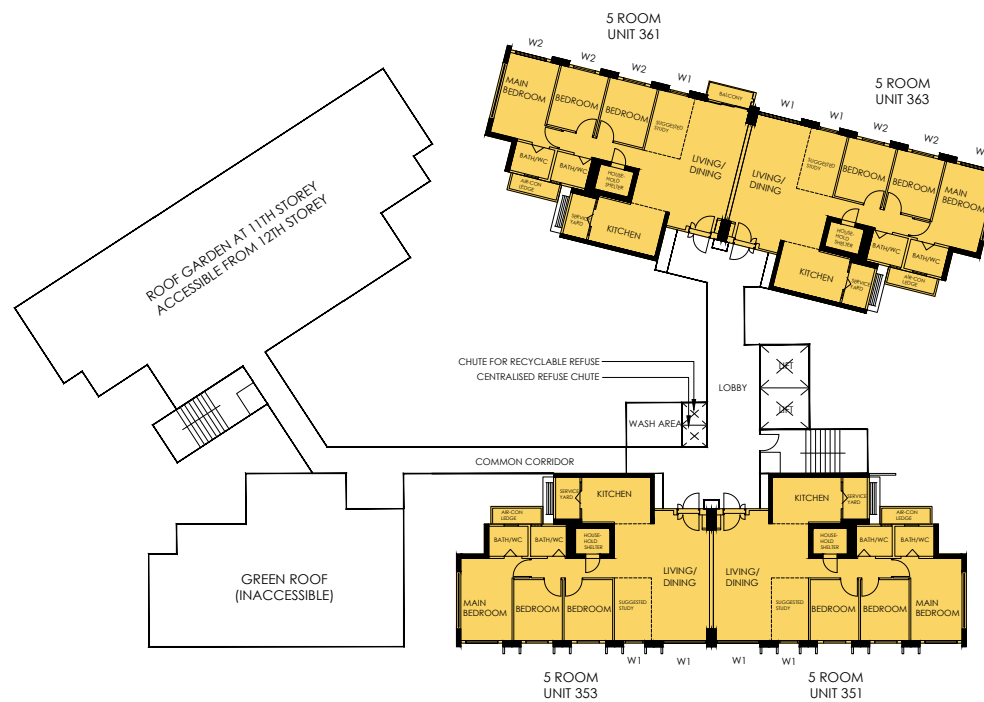 5 ROOM
UNIT 361
W2
W2
W2
W1
5 ROOM
UNIT 363
W1
W1
W2
W2
W
MAIN
BEDROOM
BEDROOM
BEDROOM
SUGGESTED
STUDY
BALCONY
LIVING/
DINING
BATH/WC
BATH/WC
AIR-CON
LEDGE
HOUSE-
HOLD
SHELTER
SERVICE
YARD
KITCHEN
LIVING/
DINING
SUGGESTED
STUDY
BEDROOM
BEDROOM
MAIN
BEDROOM
HOUSE-
HOLD
SHELTER
BATH/WC
BATH/WC
AIR-CON
LEDGE
KITCHEN
SERVICE
YARD
ROOF GARDEN AT 11TH STOREY
ACCESSIBLE FROM 12TH STOREY
CHUTE FOR RECYCLABLE REFUSE
CENTRALISED REFUSE CHUTE
LOBBY
LIFT
LIFT
WASH AREA
COMMON CORRIDOR
GREEN ROOF
(INACCESSIBLE)
SERVICE
YARD
KITCHEN
AIR-CON
LEDGE
BATH/WC
BATH/WC
HOUSE-
HOLD
SHELTER
LIVING/
DINING
MAIN
BEDROOM
BEDROOM
BEDROOM
SUGGESTED
STUDY
KITCHEN
SERVICE
YARD
AIR-CON
LEDGE
HOUSE-
HOLD
SHELTER
BATH/WC
BATH/WC
LIVING/
DINING
SUGGESTED
STUDY
BEDROOM
BEDROOM
MAIN
BEDROOM
W1
W1
W1
W1
5 ROOM
UNIT 353
5 ROOM
UNIT 351